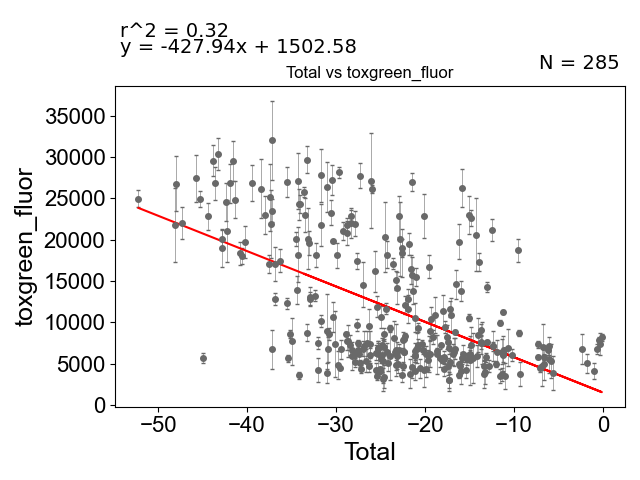 r^2 = 0.32
y = -427.94x + 1502.58
N = 285
Total vs toxgreen_fluor
toxgreen_fluor
35000
30000
25000
20000
15000
10000
5000
0
−50 −40 −30 −20 −10 0
Total